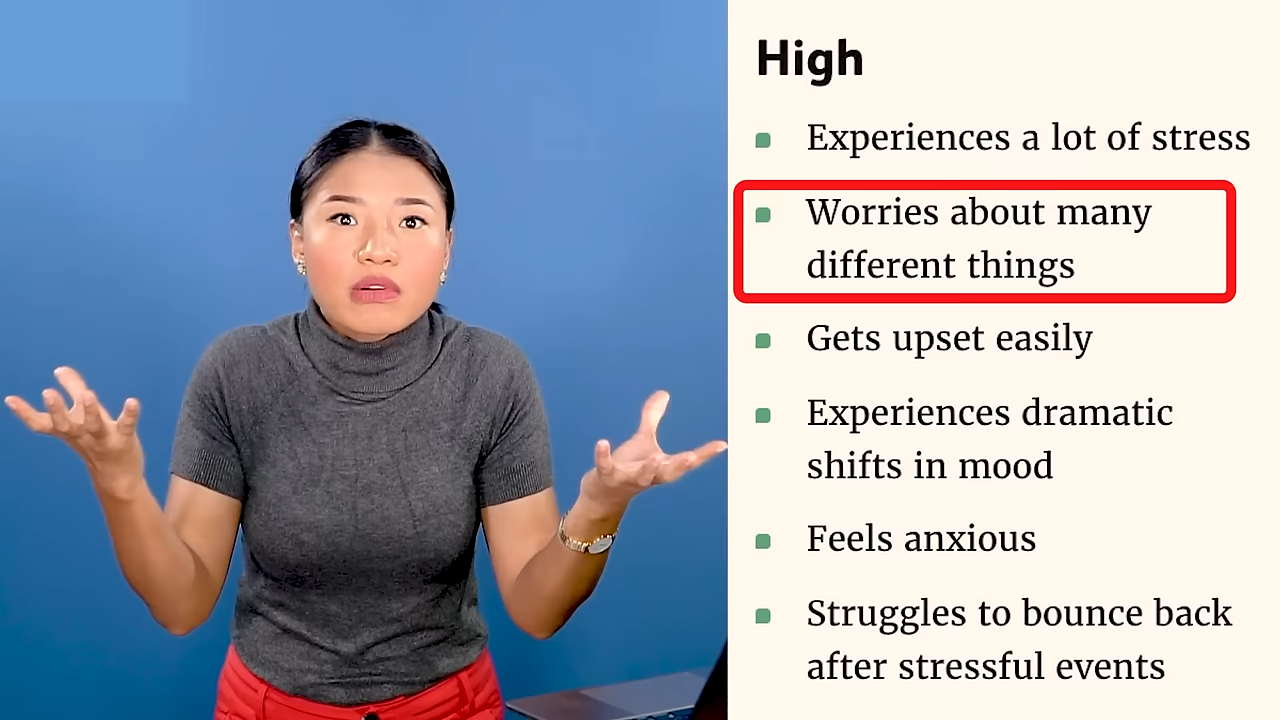 High
Experiences a lot of stress
Worries about many
different things
Gets upset easily
Experiences dramatic
shifts in mood
Feels anxious
Struggles to bounce back
after stressful events